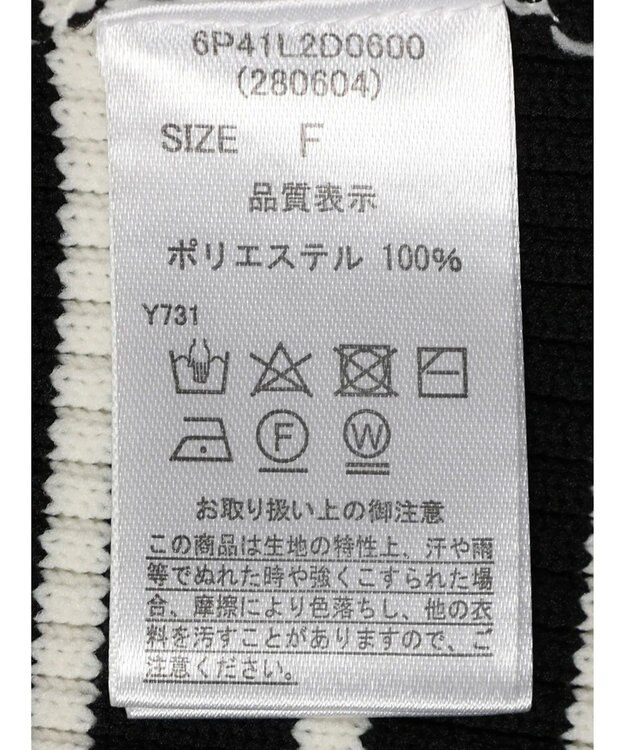 6P41L2D0600
(280604)
SIZE F
品質表示
ポリエステル 100%
Y731
F W
お取り扱い上の御注意
この商品は生地の特性上、汗や雨
等でぬれた時や強くこすられた場
合、摩擦により色落ちし、他の衣
料を汚すことがありますので、ご
注意ください。